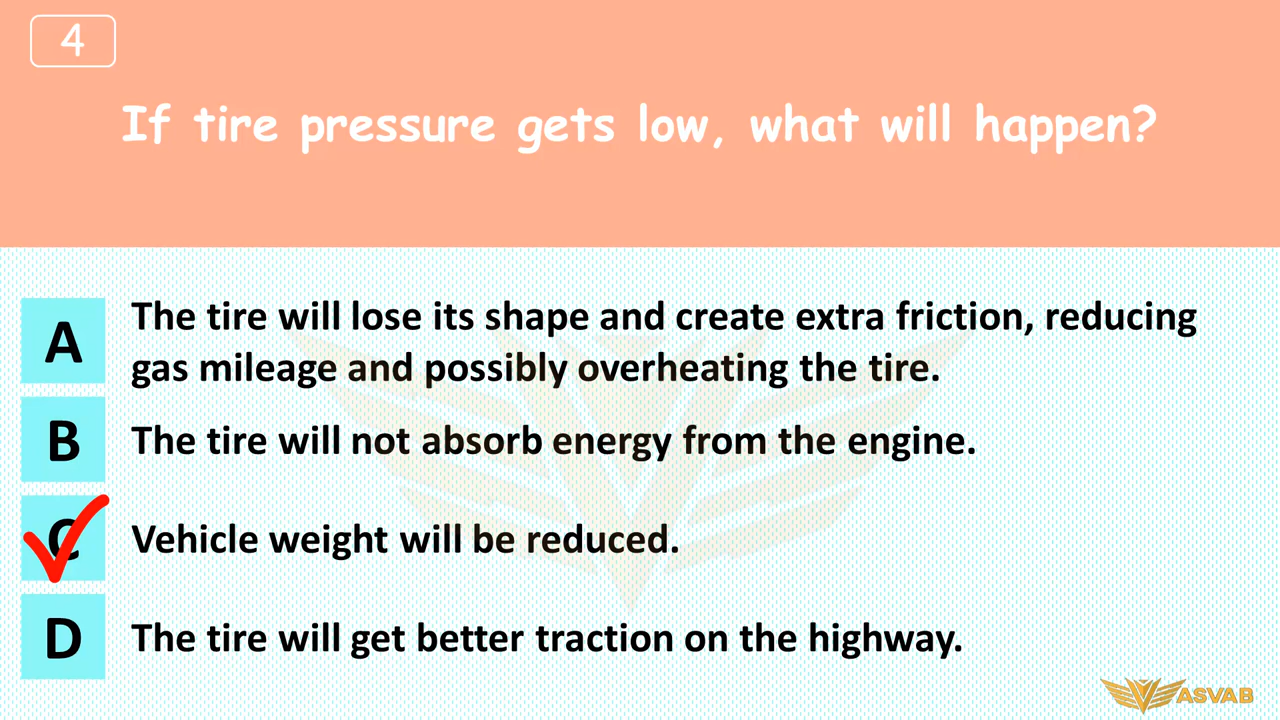 4
If tire pressure gets low, what will happen?
A
The tire will lose its shape and create extra friction, reducing
gas mileage and possibly overheating the tire.
B
The tire will not absorb energy from the engine.
C
Vehicle weight will be reduced.
D
The tire will get better traction on the highway.
ASVAB